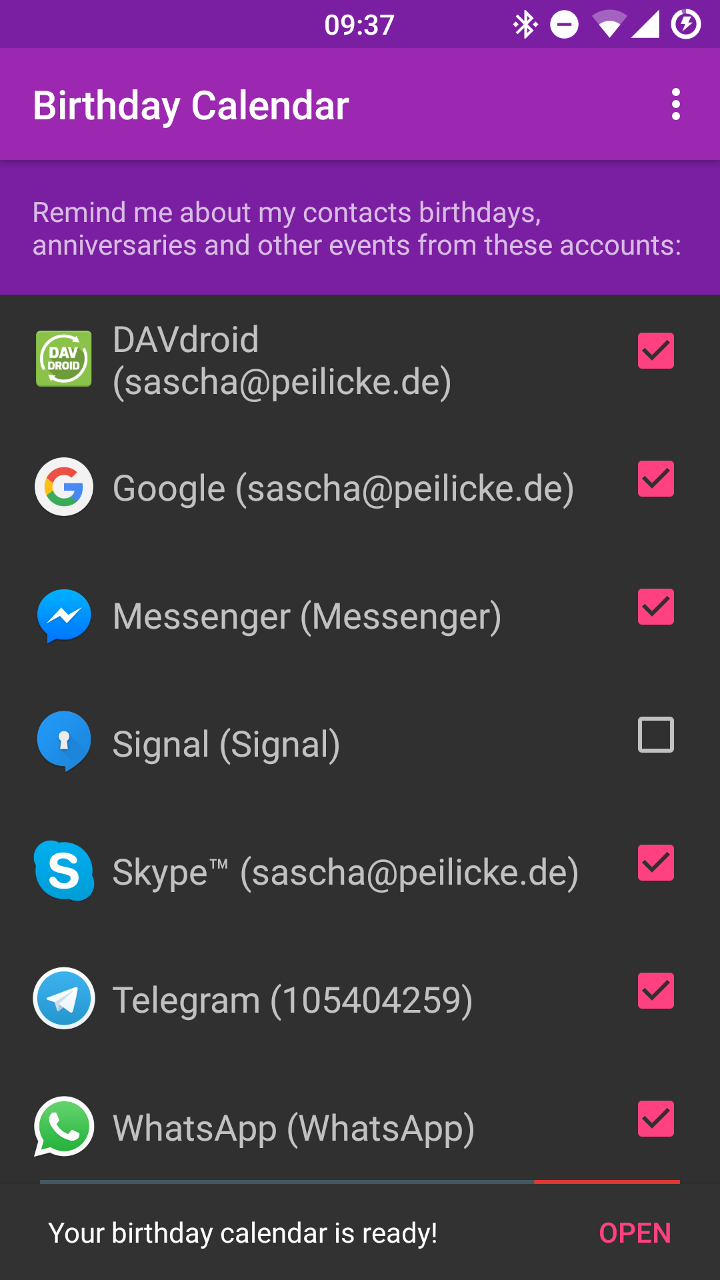 09:37
Birthday Calendar
Remind me about my contacts birthdays,
anniversaries and other events from these accounts:
DAV
DROID
DAVdroid
(sascha@peilicke.de)
Google (sascha@peilicke.de)
Messenger (Messenger)
Signal (Signal)
S
Skype™ (sascha@peilicke.de)
Telegram (105404259)
WhatsApp (WhatsApp)
Your birthday calendar is ready!
OPEN